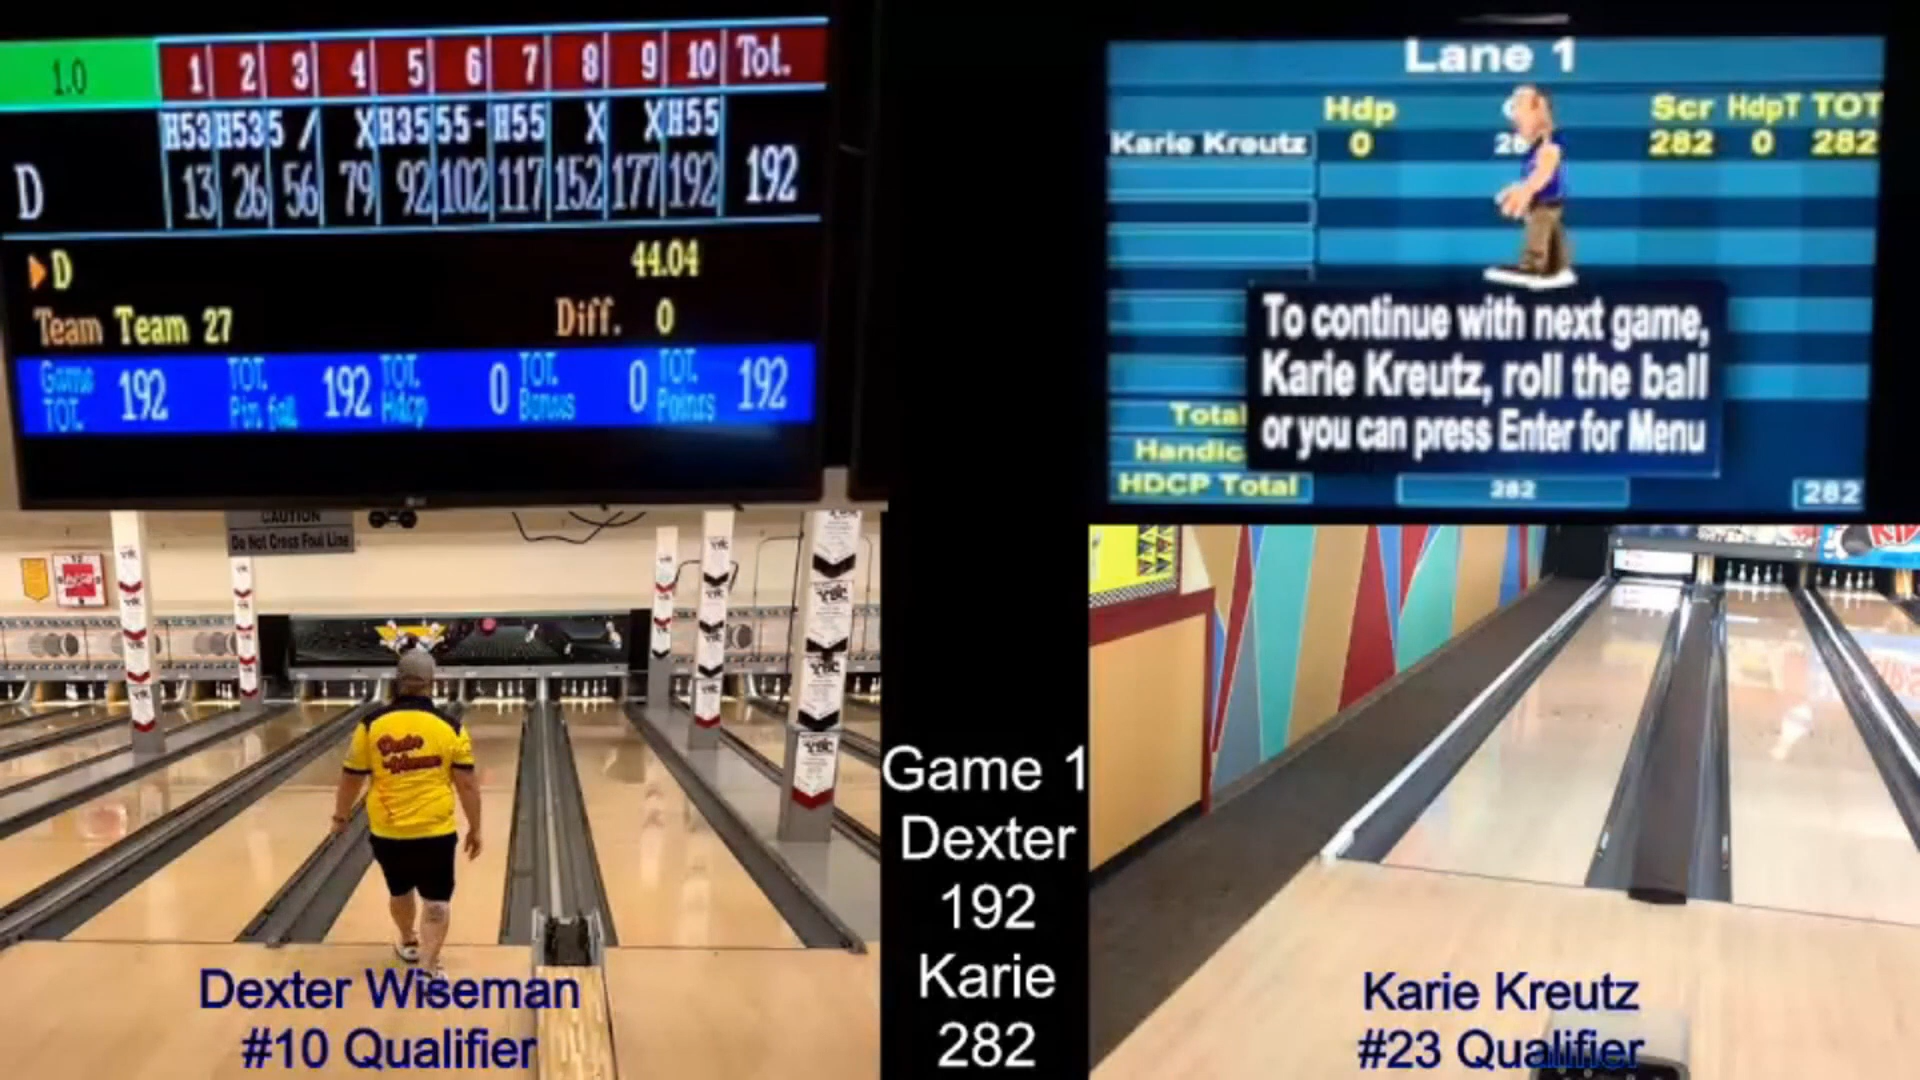 1.0 1 2 3 4 5 6 7 8 9 10 Tot.
H53 H53 5 / X H35 55- H55 X X H55
D 13 26 56 79 92 102 117 152 177 192 192
D 44.04
Team Team 27 Diff. 0
Game TOT. 192 TOT. Pin fall 192 TOT. Hdcp 0 TOT. Bonus 0 TOT. Points 192
Lane 1
Hdp Scr HdpT TOT
Karie Kreutz 0 282 0 282
To continue with next game,
Karie Kreutz, roll the ball
or you can press Enter for Menu
Total
HDCP Total 282 282
CAUTION
Do Not Cross Foul Line
YBC
Dexter
Wiseman
Game 1
Dexter
192
Karie
282
Dexter Wiseman
#10 Qualifier
Karie Kreutz
#23 Qualifier